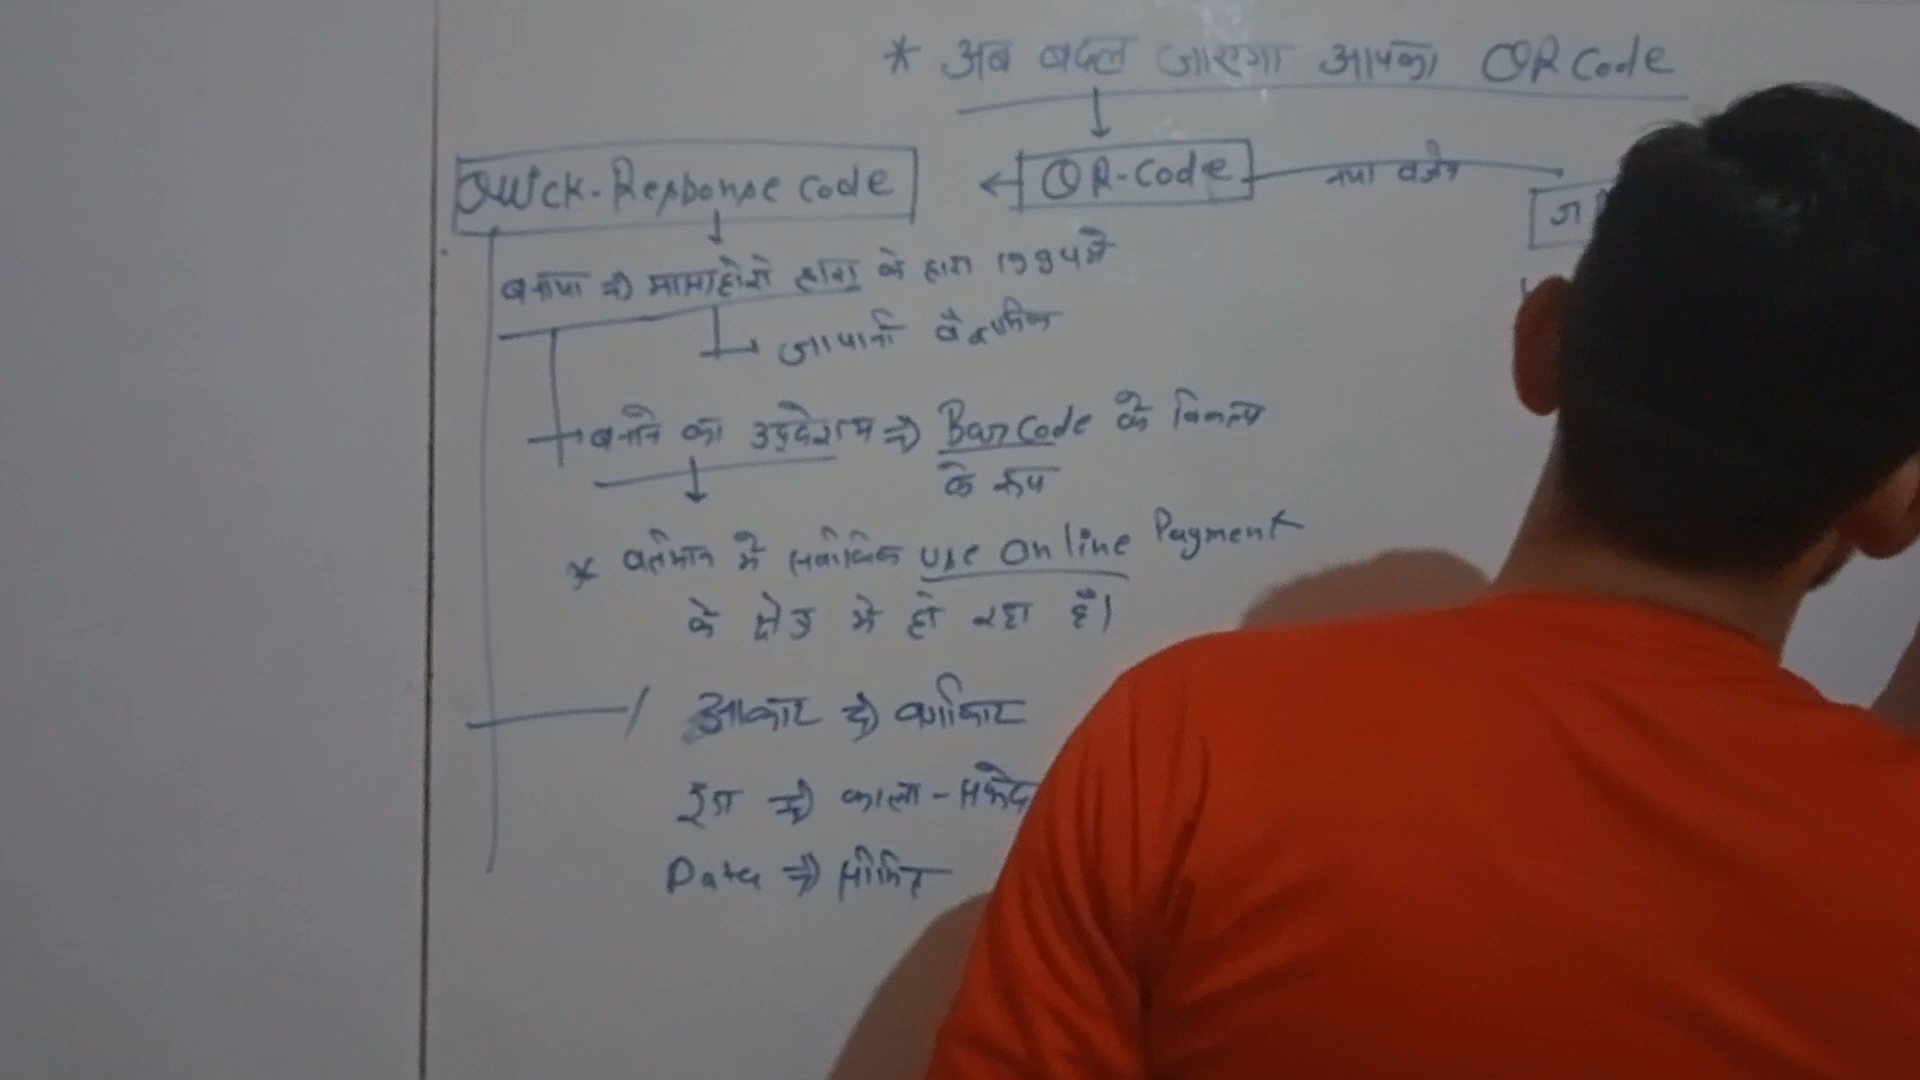 * अब बदल जाएगा आपका QR Code
Quick-Response code ← QR-Code नया वर्जन
बनाया ⇒ मासाहीरो हारा के द्वारा 1994 में
→ जापानी वैज्ञानिक
→ बनाने का उद्देश्य ⇒ Bar Code के विकल्प
के रूप
* वर्तमान में सर्वाधिक use Online Payment
के क्षेत्र में हो रहा है।
आकार ⇒ वर्गाकार
रंग ⇒ काला - सफेद
Data ⇒ सीमित